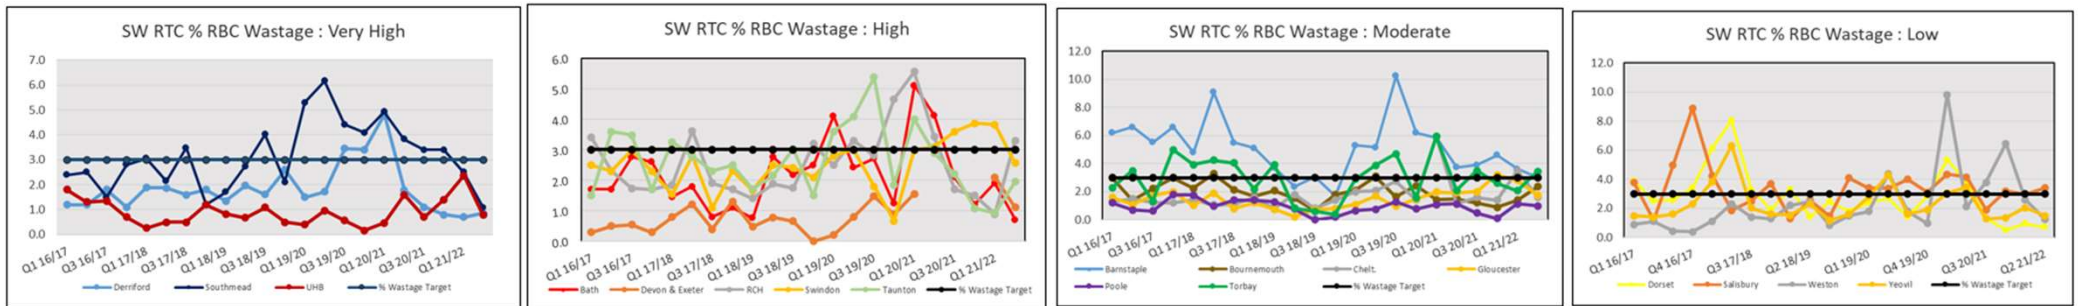 SW RTC % RBC Wastage : Very High
7.0
6.0
5.0
4.0
3.0
2.0
1.0
0.0
Q1 16/17
Q3 16/17
Q1 17/18
Q3 17/18
Q1 18/19
Q3 18/19
Q1 19/20
Q3 19/20
Q1 20/21
Q3 20/21
Q1 21/22
Derriford Southmead UHB % Wastage Target
SW RTC % RBC Wastage : High
6.0
5.0
4.0
3.0
2.0
1.0
0.0
Q1 16/17
Q3 16/17
Q1 17/18
Q3 17/18
Q1 18/19
Q3 18/19
Q1 19/20
Q3 19/20
Q1 20/21
Q3 20/21
Q1 21/22
Bath Devon & Exeter RCH Swindon Taunton % Wastage Target
SW RTC % RBC Wastage : Moderate
12.0
10.0
8.0
6.0
4.0
2.0
0.0
Q1 16/17
Q3 16/17
Q1 17/18
Q3 17/18
Q1 18/19
Q3 18/19
Q1 19/20
Q3 19/20
Q1 20/21
Q3 20/21
Q1 21/22
Barnstaple Bournemouth Chelt. Gloucester
Poole Torbay % Wastage Target
SW RTC % RBC Wastage : Low
12.0
10.0
8.0
6.0
4.0
2.0
0.0
Q1 16/17
Q4 16/17
Q3 17/18
Q2 18/19
Q1 19/20
Q4 19/20
Q3 20/21
Q2 21/22
Dorset Salisbury Weston Yeovil % Wastage Target